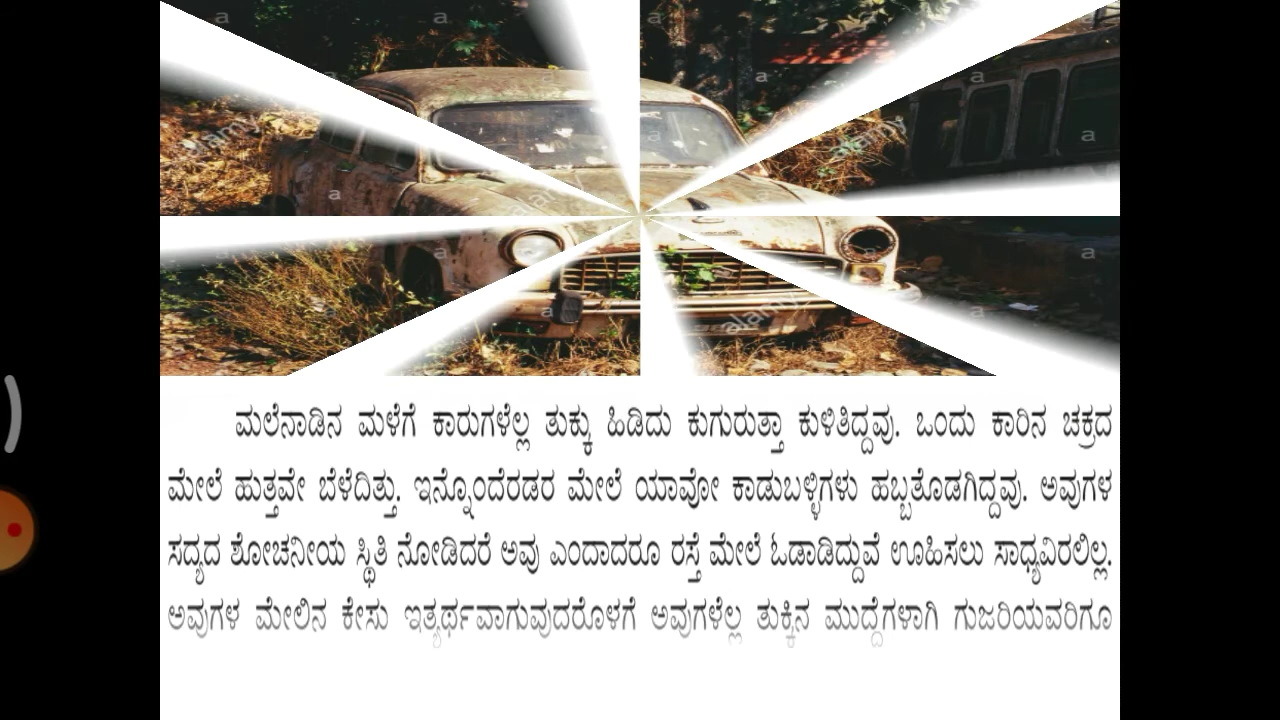 ಮಲೆನಾಡಿನ ಮಳೆಗೆ ಕಾರುಗಳೆಲ್ಲ ತುಕ್ಕು ಹಿಡಿದು ಕುಗುರುತ್ತಾ ಕುಳಿತಿದ್ದವು. ಒಂದು ಕಾರಿನ ಚಕ್ರದ
ಮೇಲೆ ಹುತ್ತವೇ ಬೆಳೆದಿತ್ತು. ಇನ್ನೊಂದೆರಡರ ಮೇಲೆ ಯಾವೋ ಕಾಡುಬಳ್ಳಿಗಳು ಹಬ್ಬತೊಡಗಿದ್ದವು. ಅವುಗಳ
ಸದ್ಯದ ಶೋಚನೀಯ ಸ್ಥಿತಿ ನೋಡಿದರೆ ಅವು ಎಂದಾದರೂ ರಸ್ತೆ ಮೇಲೆ ಓಡಾಡಿದ್ದುವೆ ಊಹಿಸಲು ಸಾಧ್ಯವಿರಲಿಲ್ಲ.
ಅವುಗಳ ಮೇಲಿನ ಕೇಸು ಇತ್ಯರ್ಥವಾಗುವುದರೊಳಗೆ ಅವುಗಳೆಲ್ಲ ತುಕ್ಕಿನ ಮುದ್ದೆಗಳಾಗಿ ಗುಜರಿಯವರಿಗೂ